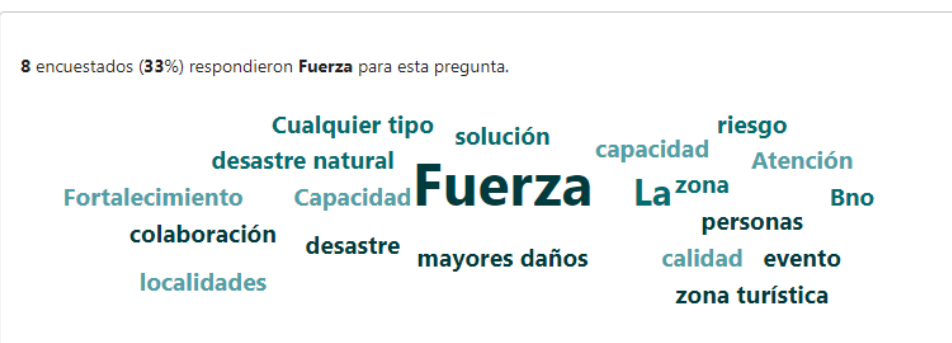 8 encuestados (33%) respondieron Fuerza para esta pregunta.
Cualquier tipo
solución
riesgo
desastre natural
capacidad
Atención
Fortalecimiento
Capacidad
Fuerza
La
zona
Bno
colaboración
desastre
mayores daños
personas
calidad
evento
localidades
zona turística